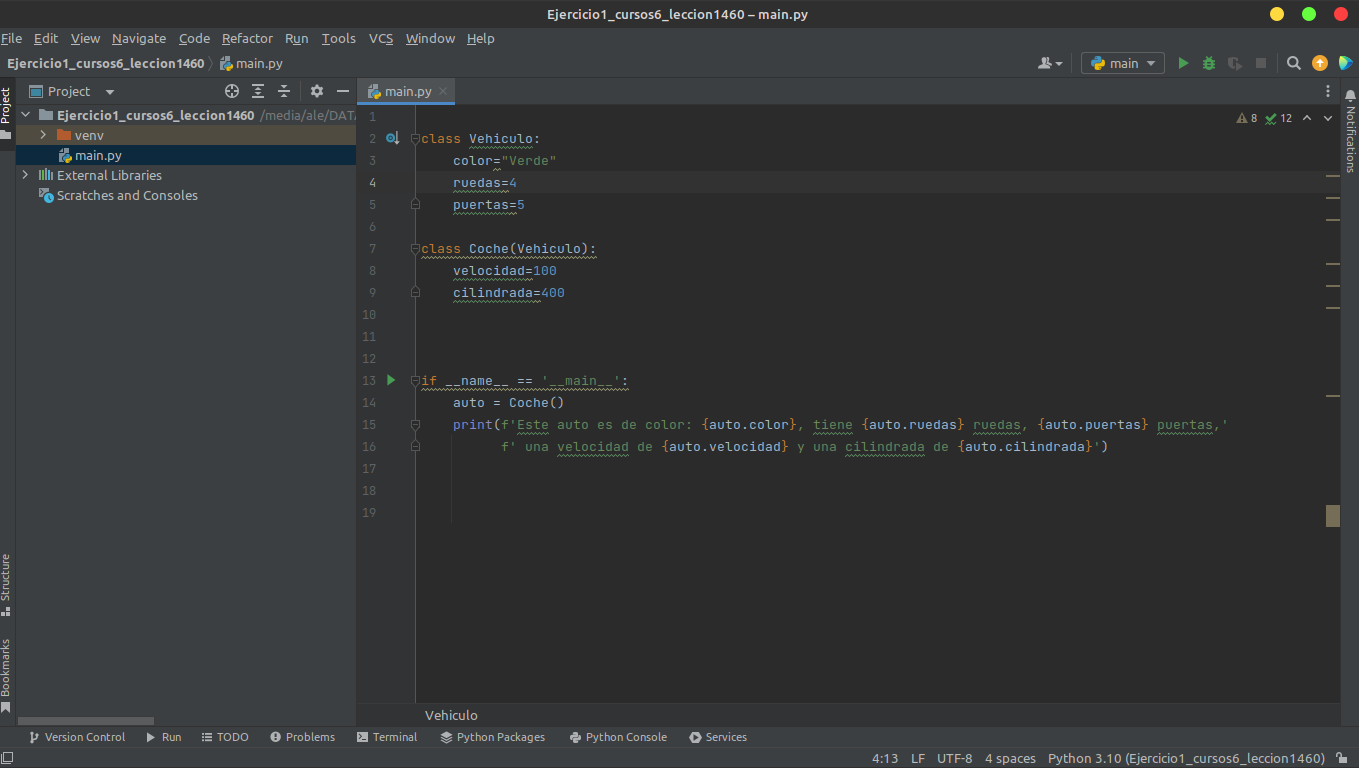 Ejercicio1_cursos6_leccion1460 – main.py
File Edit View Navigate Code Refactor Run Tools VCS Window Help
Ejercicio1_cursos6_leccion1460 main.py
main
Project
Project
main.py
Notifications
Ejercicio1_cursos6_leccion1460 /media/ale/DATA
venv
main.py
External Libraries
Scratches and Consoles
8 12
1
2 class Vehiculo:
3     color="Verde"
4     ruedas=4
5     puertas=5
6
7 class Coche(Vehiculo):
8     velocidad=100
9     cilindrada=400
10
11
12
13 if __name__ == '__main__':
14     auto = Coche()
15     print(f'Este auto es de color: {auto.color}, tiene {auto.ruedas} ruedas, {auto.puertas} puertas,'
16           f' una velocidad de {auto.velocidad} y una cilindrada de {auto.cilindrada}')
17
18
19
Structure
Bookmarks
Vehiculo
Version Control Run TODO Problems Terminal Python Packages Python Console Services
4:13 LF UTF-8 4 spaces Python 3.10 (Ejercicio1_cursos6_leccion1460)